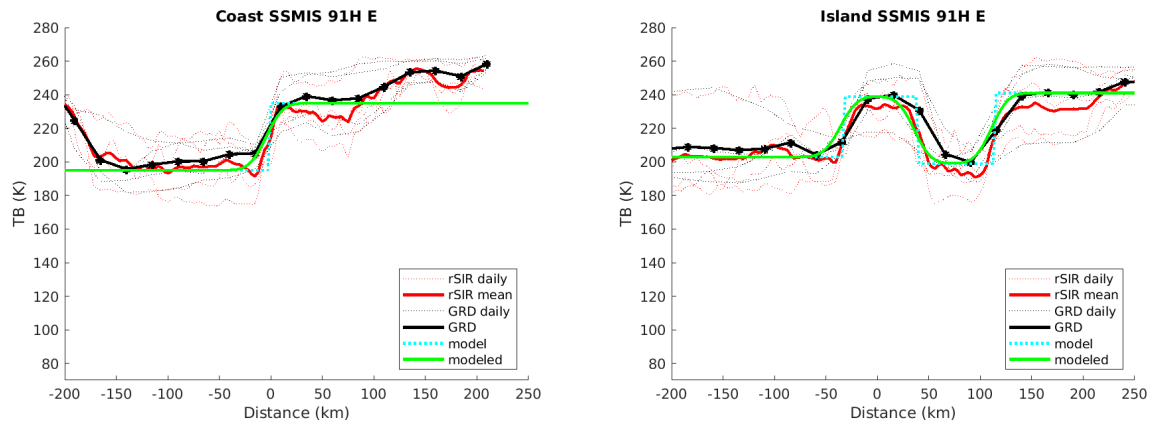 Coast SSMIS 91H E
280
260
240
220
200
180
160
140
120
100
80
TB (K)
rSIR daily
rSIR mean
GRD daily
GRD
model
modeled
-200 -150 -100 -50 0 50 100 150 200 250
Distance (km)
Island SSMIS 91H E
280
260
240
220
200
180
160
140
120
100
80
TB (K)
rSIR daily
rSIR mean
GRD daily
GRD
model
modeled
-200 -150 -100 -50 0 50 100 150 200 250
Distance (km)